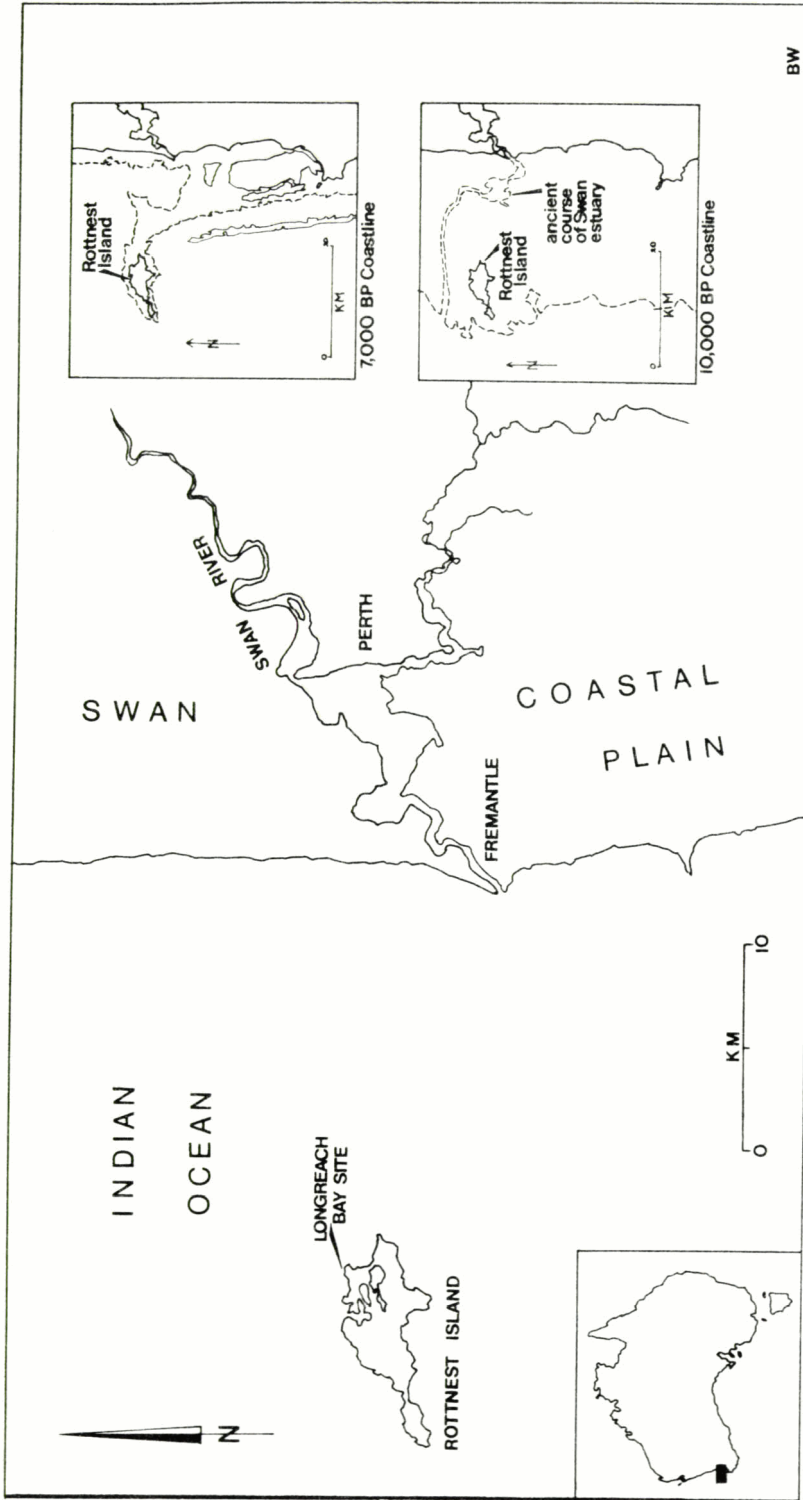 INDIAN
OCEAN
N
LONGREACH
BAY SITE
ROTTNEST ISLAND
KM
0
10
SWAN
SWAN RIVER
PERTH
FREMANTLE
COASTAL
PLAIN
Rottnest
Island
N
KM
7,000 BP Coastline
Rottnest
Island
ancient
course
of Swan
estuary
N
0
KM
10,000 BP Coastline
BW